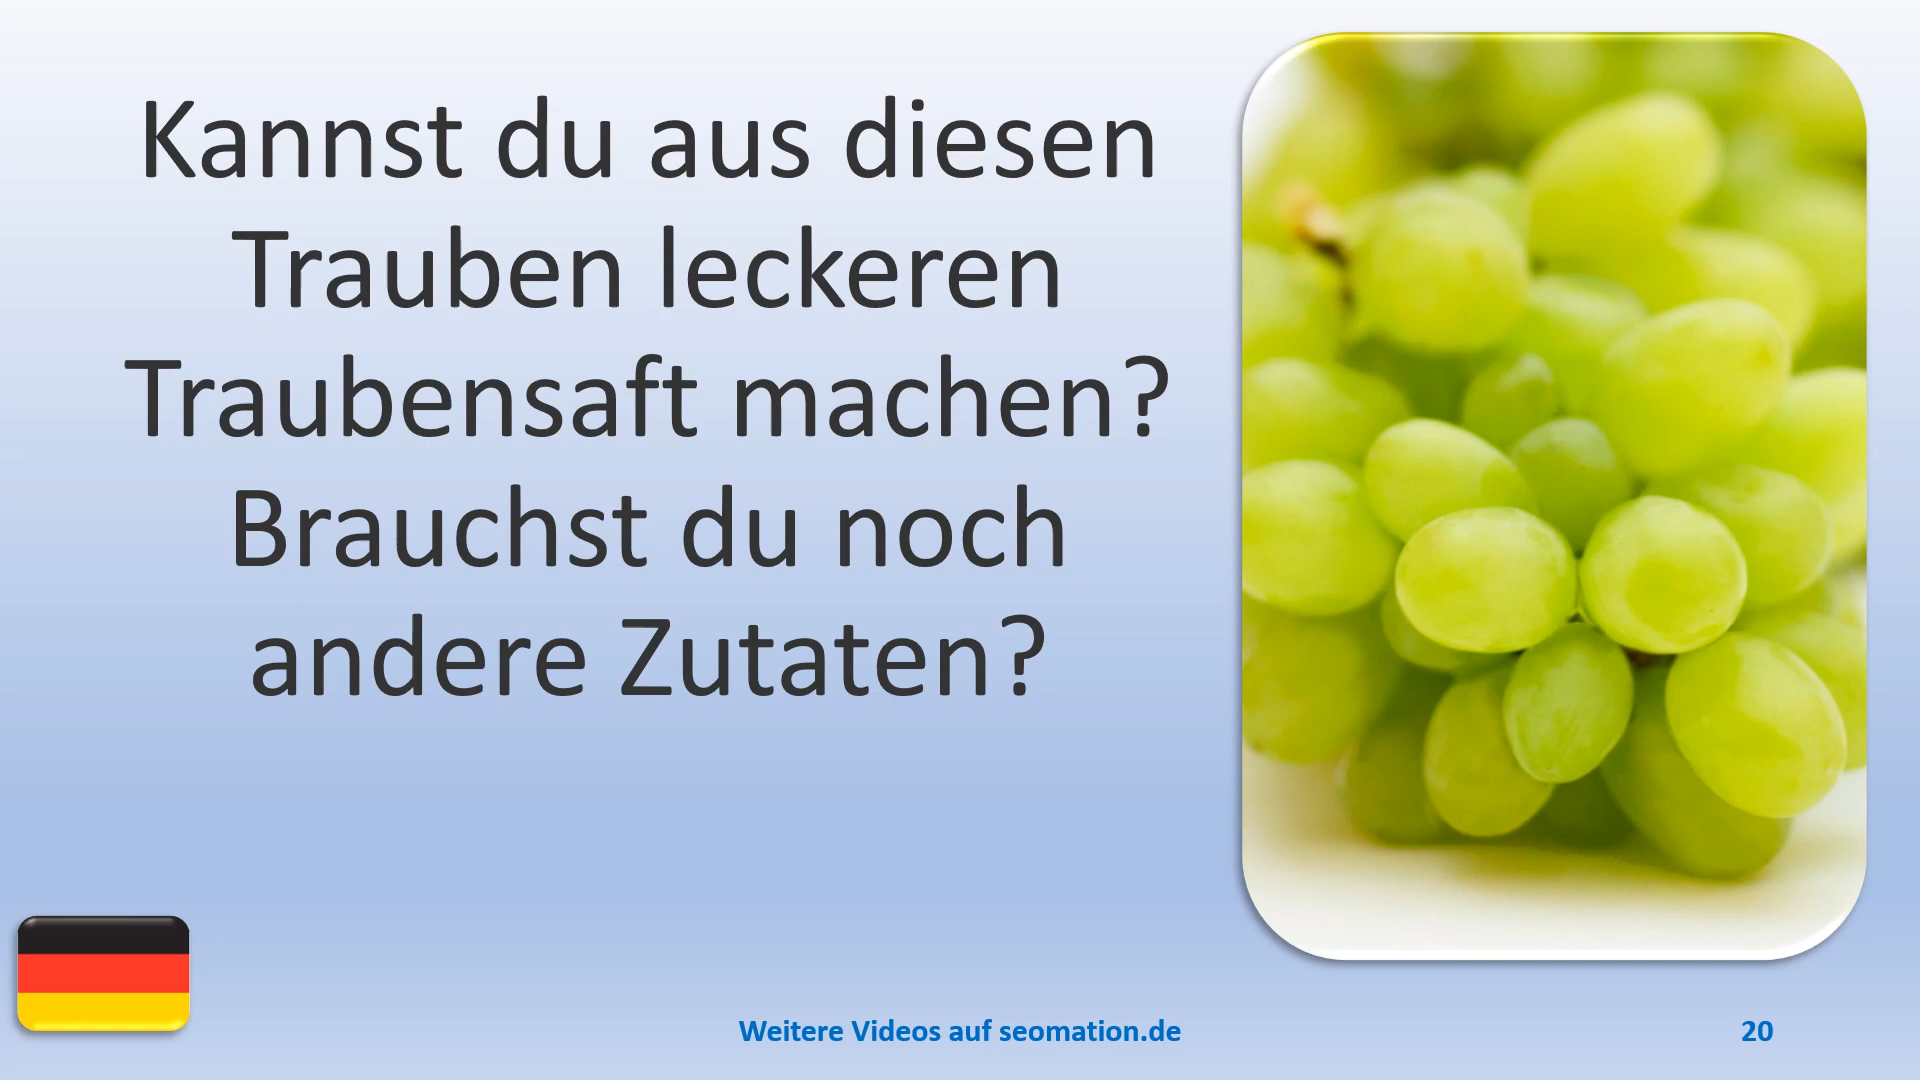 Kannst du aus diesen
Trauben leckeren
Traubensaft machen?
Brauchst du noch
andere Zutaten?
Weitere Videos auf seomation.de
20